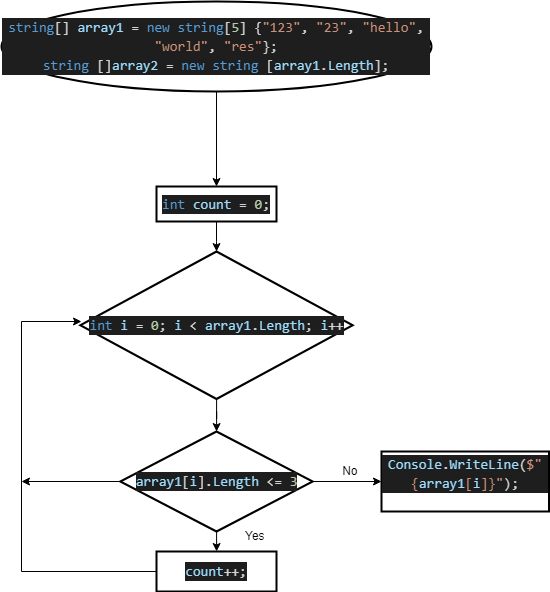 string[] array1 = new string[5] {"123", "23", "hello",
"world", "res"};
string []array2 = new string [array1.Length];
int count = 0;
int i = 0; i < array1.Length; i++
array1[i].Length <= 3
No
Console.WriteLine($"
{array1[i]}");
Yes
count++;